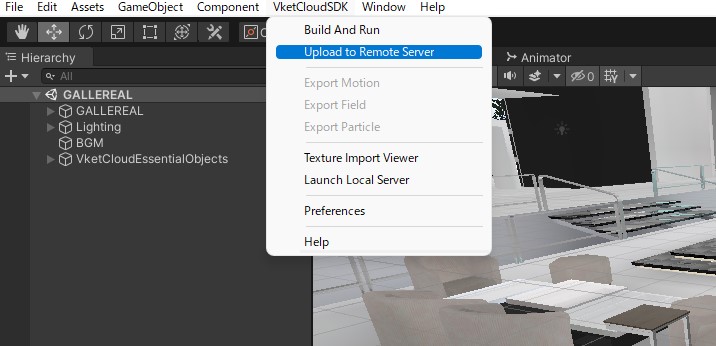 File Edit Assets GameObject Component VketCloudSDK Window Help
Build And Run
Upload to Remote Server
Export Motion
Export Field
Export Particle
Texture Import Viewer
Launch Local Server
Preferences
Help
Hierarchy
All
GALLEREAL
GALLEREAL
Lighting
BGM
VketCloudEssentialObjects
Animator
0